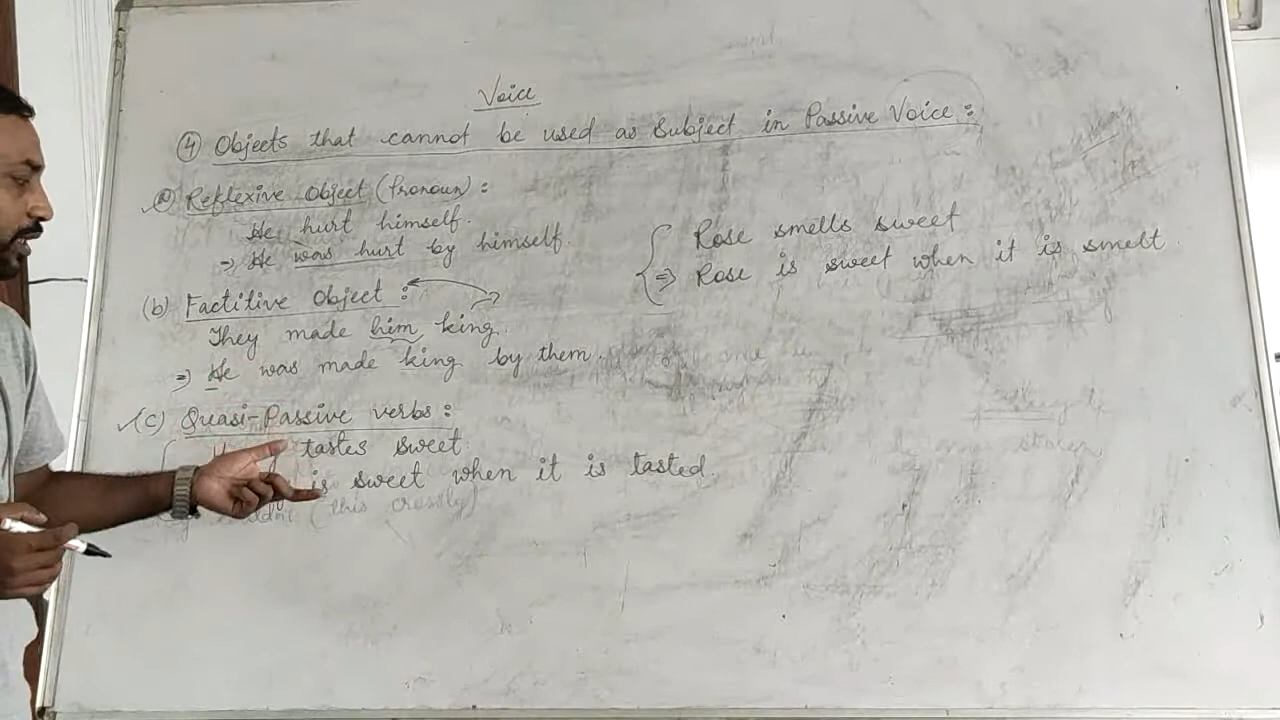 Voice
④ Objects that cannot be used as Subject in Passive Voice :
(a) Reflexive Object (Pronoun) :
He hurt himself.
⇒ He was hurt by himself.
(b) Factitive Object :
They made him king.
⇒ He was made king by them.
(c) Quasi-Passive verbs :
tastes sweet
is sweet when it is tasted.
(this crossly)
Rose smells sweet
⇒ Rose is sweet when it is smelt.